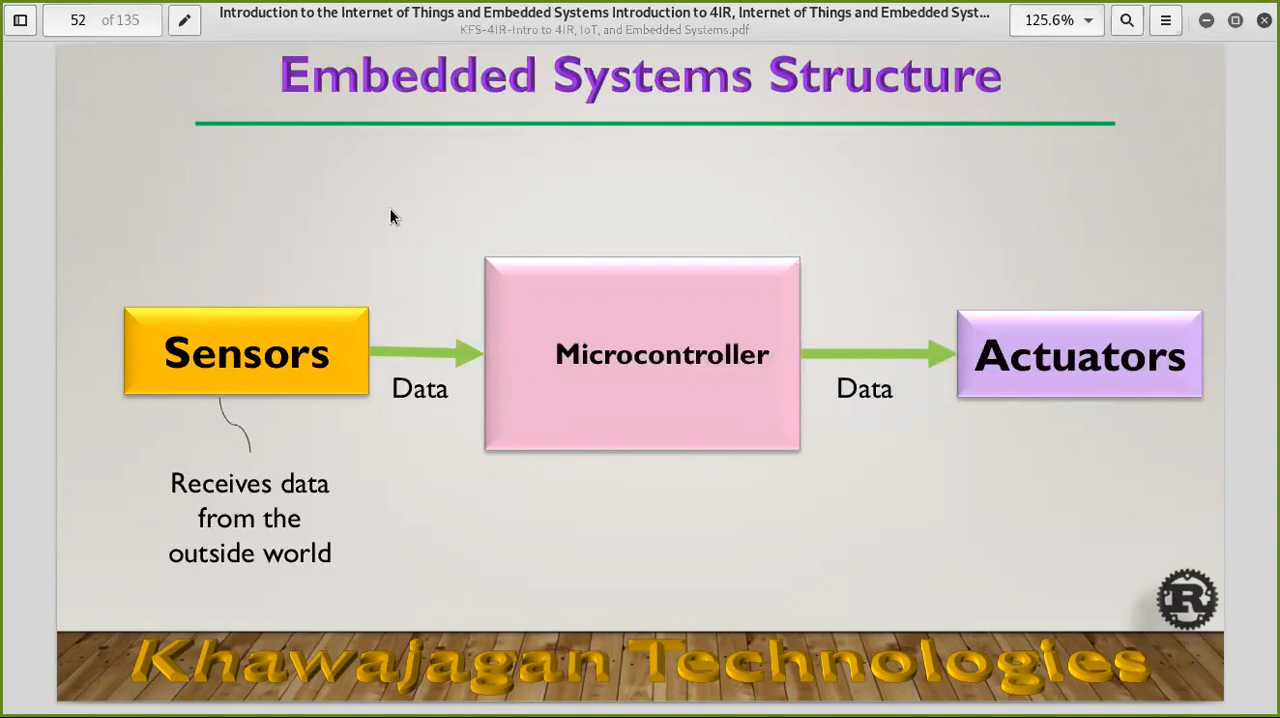 52 of 135
Introduction to the Internet of Things and Embedded Systems Introduction to 4IR, Internet of Things and Embedded Syst...
KFS-4IR-Intro to 4IR, IoT, and Embedded Systems.pdf
125.6%
Embedded Systems Structure
Sensors
Data
Microcontroller
Data
Actuators
Receives data
from the
outside world
R
Khawajagan Technologies